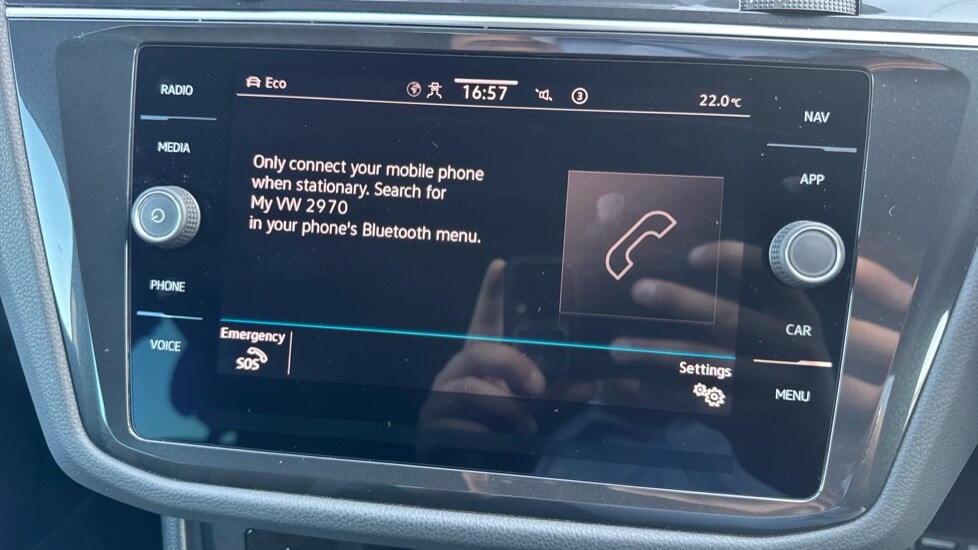 RADIO
MEDIA
PHONE
VOICE
Eco
16:57
3
22.0°C
Only connect your mobile phone
when stationary. Search for
My VW 2970
in your phone's Bluetooth menu.
Emergency
SOS
Settings
NAV
APP
CAR
MENU